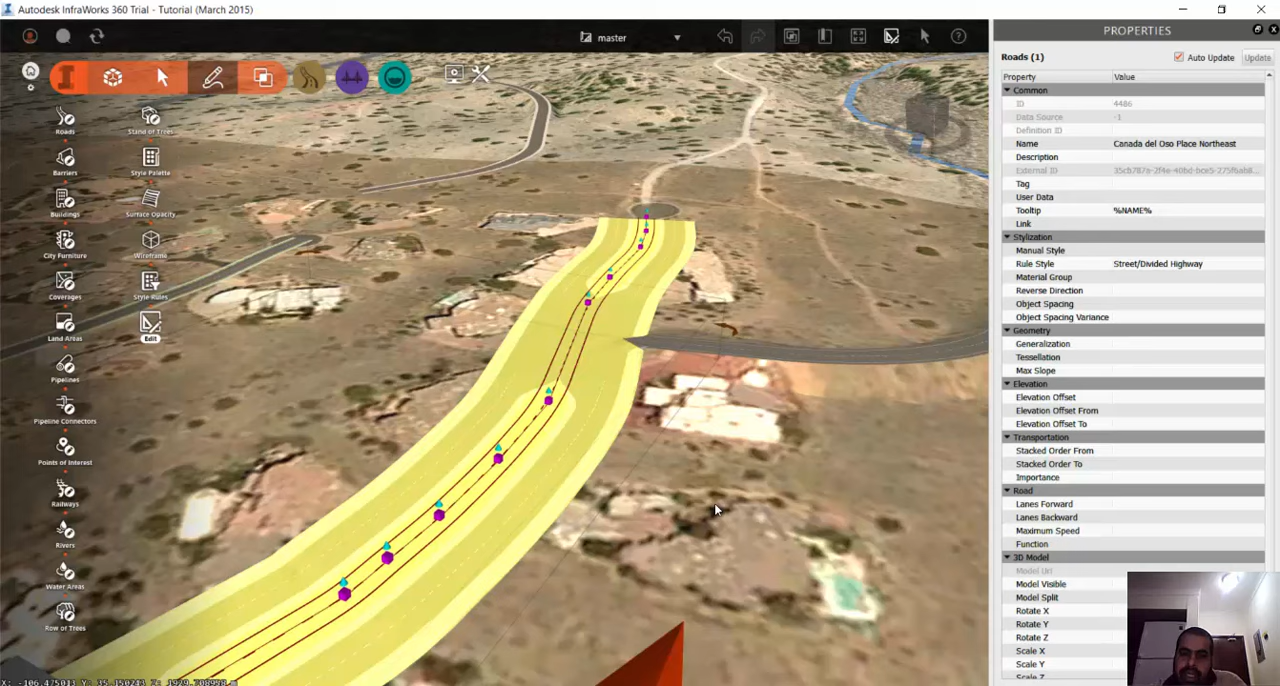 Autodesk InfraWorks 360 Trial - Tutorial (March 2015)
master
PROPERTIES
Roads (1)
Auto Update
Update
Property Value
Common
ID 4486
Data Source -1
Definition ID
Name Canada del Oso Place Northeast
Description
External ID
Tag
User Data
Tooltip %NAME%
Link
Stylization
Manual Style
Rule Style Street/Divided Highway
Material Group
Reverse Direction
Object Spacing
Object Spacing Variance
Geometry
Generalization
Tessellation
Max Slope
Elevation
Elevation Offset
Elevation Offset From
Elevation Offset To
Transportation
Stacked Order From
Stacked Order To
Importance
Road
Lanes Forward
Lanes Backward
Maximum Speed
Function
3D Model
Model Uri
Model Visible
Model Split
Rotate X
Rotate Y
Rotate Z
Scale X
Scale Y
Scale Z
Roads
Stand of Trees
Barriers
Style Palette
Buildings
Surface Opacity
City Furniture
Wireframe
Coverages
Style Rules
Land Areas
Edit
Pipelines
Pipeline Connectors
Points of Interest
Railways
Rivers
Water Areas
Row of Trees